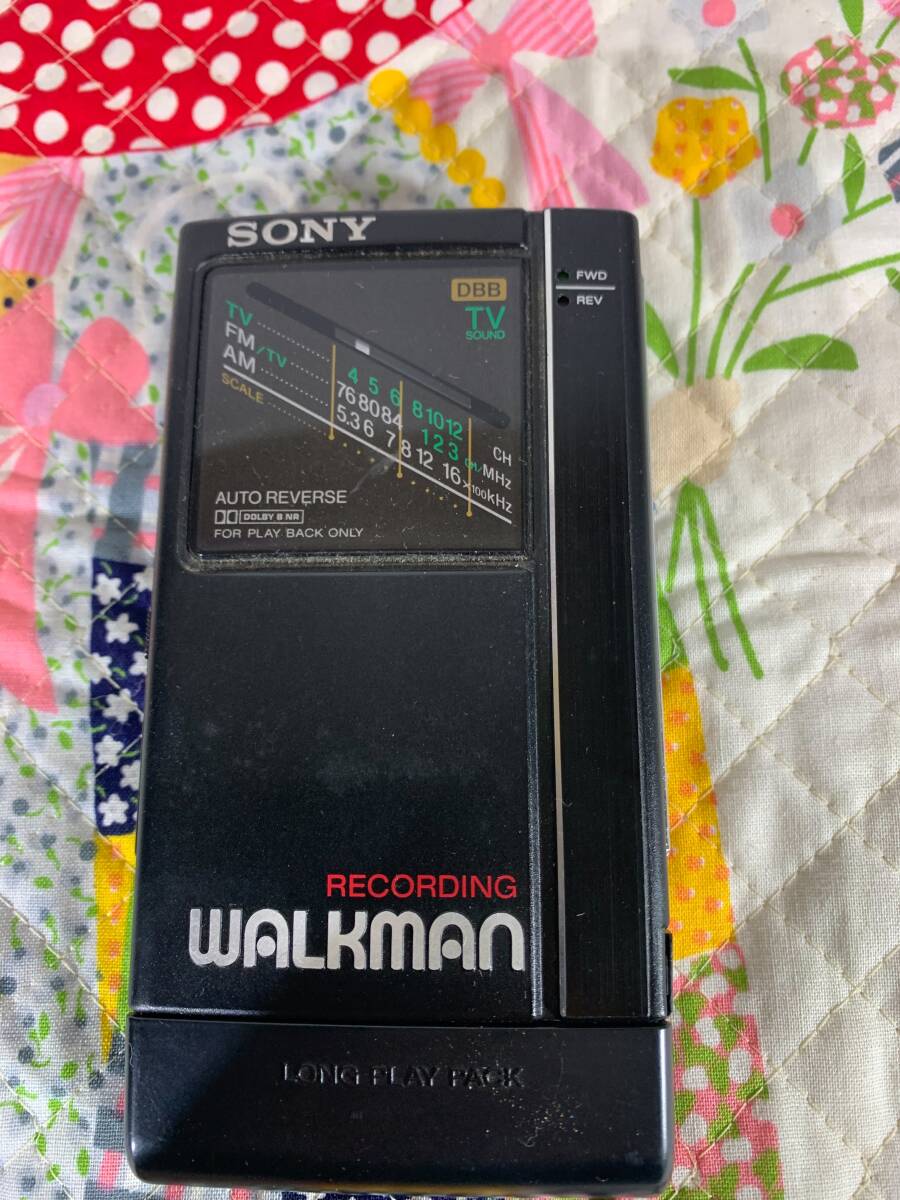 SONY
FWD
REV
DBB
TV
SOUND
TV
FM/TV
AM
SCALE
4 5 6 8 10 12 CH
76 80 84 1 2 3 CH/MHz
5.3 6 7 8 12 16 ×100kHz
AUTO REVERSE
DOLBY B NR
FOR PLAY BACK ONLY
RECORDING
WALKMAN
LONG PLAY PACK